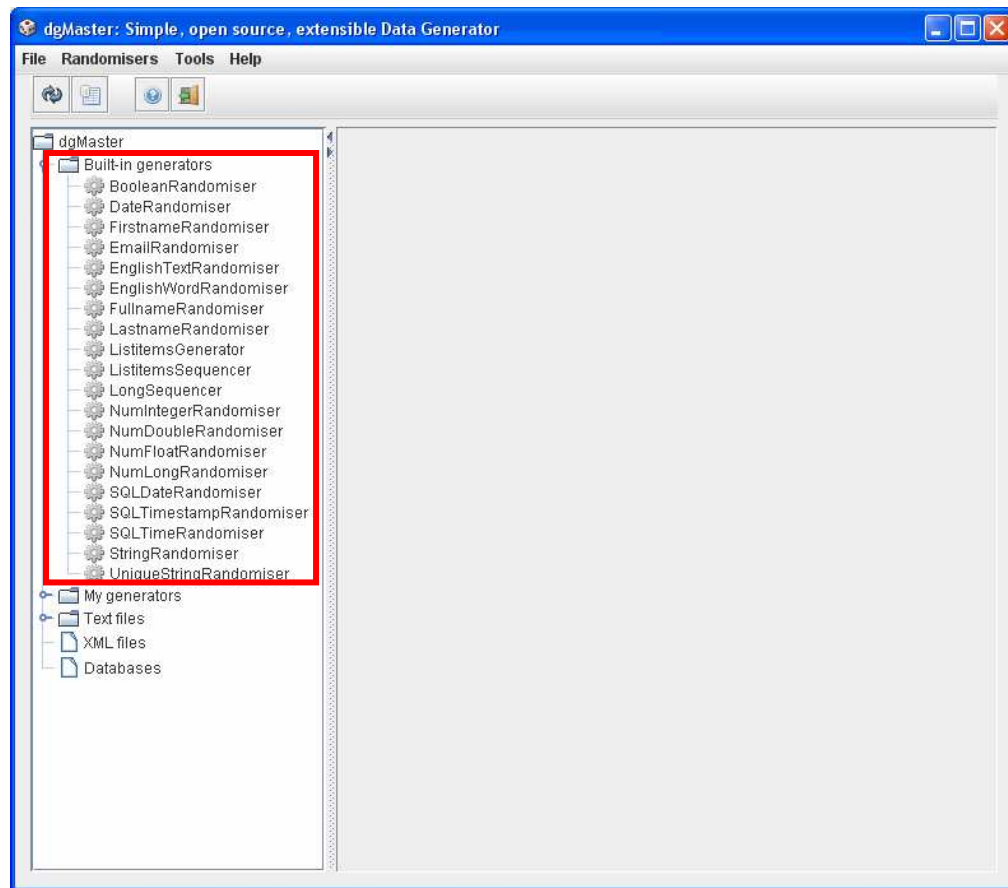 dgMaster: Simple, open source, extensible Data Generator
File Randomisers Tools Help
dgMaster
Built-in generators
BooleanRandomiser
DateRandomiser
FirstnameRandomiser
EmailRandomiser
EnglishTextRandomiser
EnglishWordRandomiser
FullnameRandomiser
LastnameRandomiser
ListitemsGenerator
ListitemsSequencer
LongSequencer
NumIntegerRandomiser
NumDoubleRandomiser
NumFloatRandomiser
NumLongRandomiser
SQLDateRandomiser
SQLTimestampRandomiser
SQLTimeRandomiser
StringRandomiser
UniqueStringRandomiser
My generators
Text files
XML files
Databases